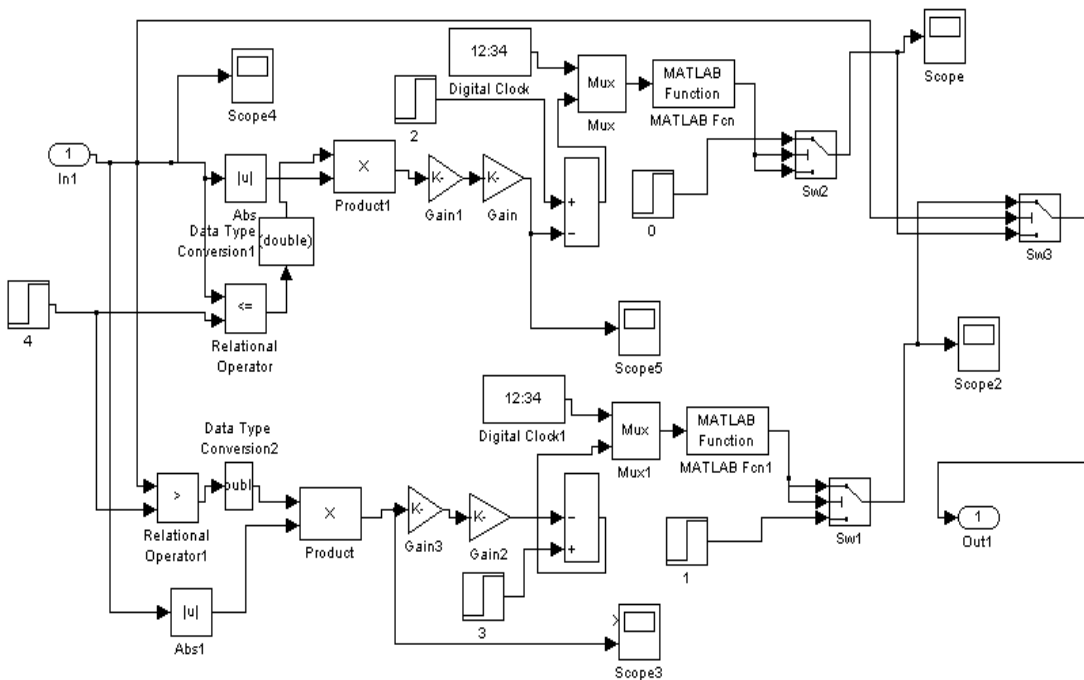 12:34
Digital Clock
Mux
Mux
MATLAB
Function
MATLAB Fcn
Scope
Scope4
2
1
In1
|u|
Abs
X
Product1
K-
Gain1
K-
Gain
+
−
0
Sw2
Sw3
Data Type
Conversion1
(double)
4
<=
Relational
Operator
Scope5
Scope2
12:34
Digital Clock1
Mux
Mux1
MATLAB
Function
MATLAB Fcn1
Data Type
Conversion2
oubl
>
Relational
Operator1
X
Product
K-
Gain3
K-
Gain2
−
+
Sw1
1
1
Out1
3
|u|
Abs1
Scope3